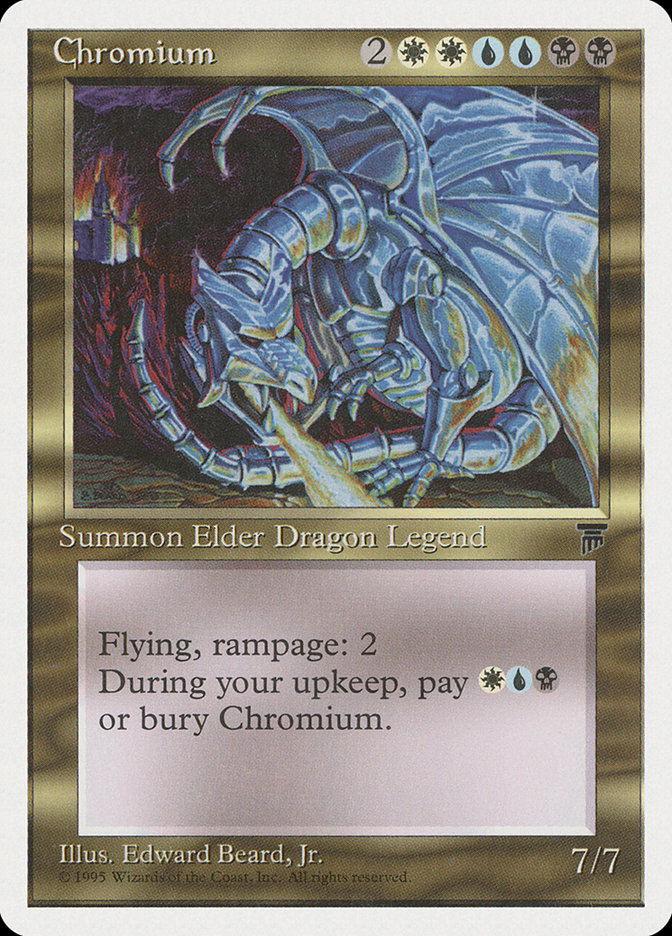 Chromium 2
Summon Elder Dragon Legend
Flying, rampage: 2
During your upkeep, pay
or bury Chromium.
Illus. Edward Beard, Jr.
7/7
© 1995 Wizards of the Coast, Inc. All rights reserved.